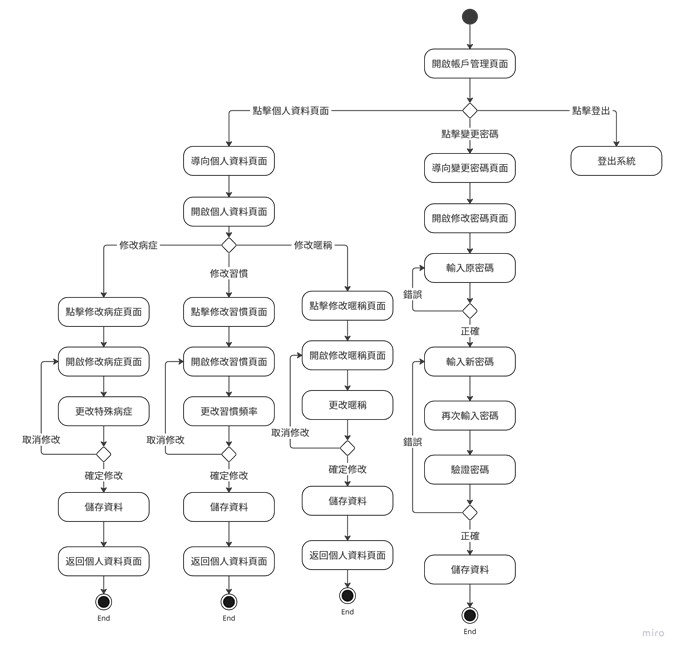 開啟帳戶管理頁面
點擊個人資料頁面
點擊登出
點擊變更密碼
導向個人資料頁面
導向變更密碼頁面
登出系統
開啟個人資料頁面
開啟修改密碼頁面
修改病症
修改習慣
修改暱稱
輸入原密碼
錯誤
正確
點擊修改病症頁面
點擊修改習慣頁面
點擊修改暱稱頁面
開啟修改病症頁面
開啟修改習慣頁面
開啟修改暱稱頁面
輸入新密碼
更改特殊病症
更改習慣頻率
更改暱稱
再次輸入密碼
取消修改
取消修改
取消修改
錯誤
驗證密碼
確定修改
確定修改
確定修改
正確
儲存資料
儲存資料
儲存資料
返回個人資料頁面
返回個人資料頁面
返回個人資料頁面
儲存資料
End
End
End
End
miro